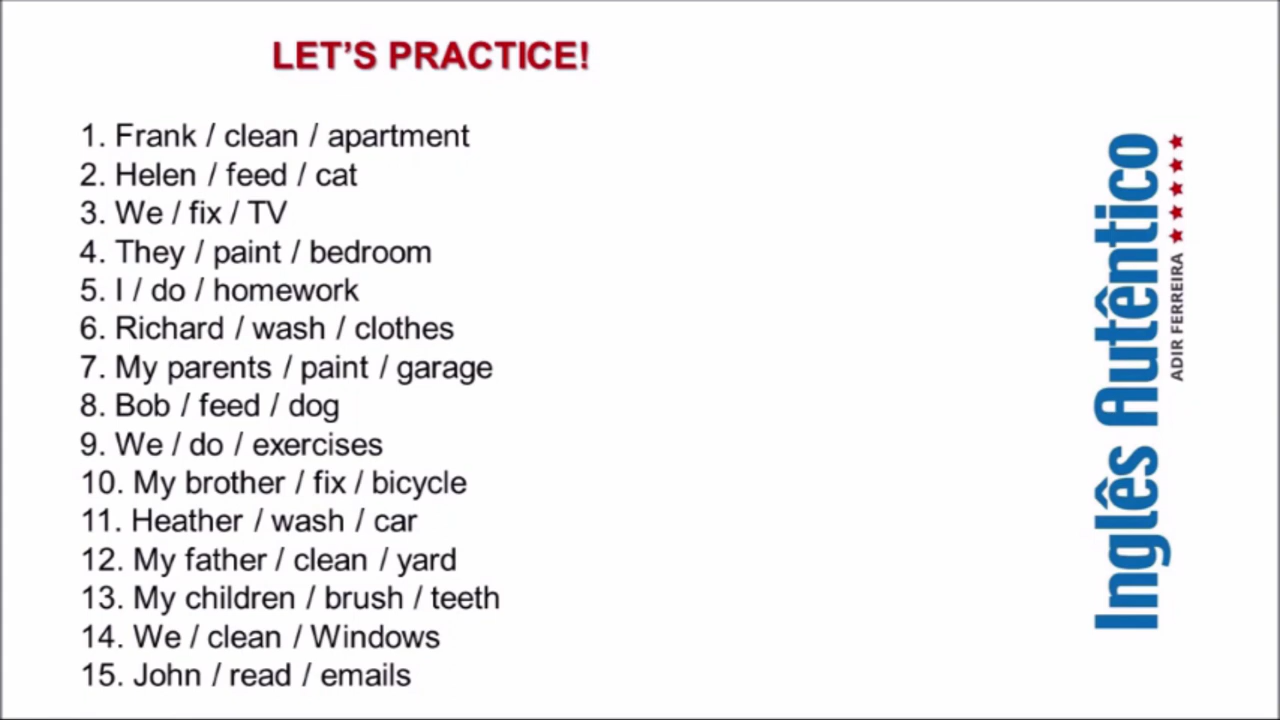 LET'S PRACTICE!
1. Frank / clean / apartment
2. Helen / feed / cat
3. We / fix / TV
4. They / paint / bedroom
5. I / do / homework
6. Richard / wash / clothes
7. My parents / paint / garage
8. Bob / feed / dog
9. We / do / exercises
10. My brother / fix / bicycle
11. Heather / wash / car
12. My father / clean / yard
13. My children / brush / teeth
14. We / clean / Windows
15. John / read / emails
Inglês Autêntico
ADIR FERREIRA